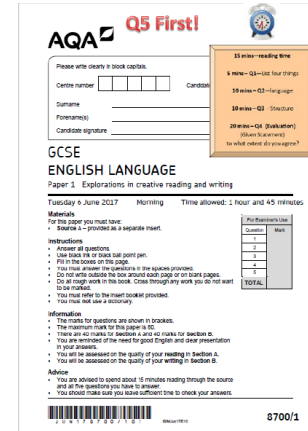 Q5 First!
AQA
15 mins—reading time
5 mins – Q1—List four things
10 mins – Q2—language
10 mins – Q3 - Structure
20 mins – Q4 (Evaluation)
(Given Statement)
to what extent do you agree?
Please write clearly in block capitals.
Centre number
Candidate
Surname
Forename(s)
Candidate signature
GCSE
ENGLISH LANGUAGE
Paper 1 Explorations in creative reading and writing
Tuesday 6 June 2017 Morning Time allowed: 1 hour and 45 minutes
Materials
For this paper you must have:
• Source A – provided as a separate insert.
Instructions
• Answer all questions.
• Use black ink or black ball point pen.
• Fill in the boxes on this page.
• You must answer the questions in the spaces provided.
• Do not write outside the box around each page or on blank pages.
• Do all rough work in this book. Cross through any work you do not want
to be marked.
• You must refer to the insert booklet provided.
• You must not use a dictionary.
For Examiner's Use
Question Mark
1
2
3
4
5
TOTAL
Information
• The marks for questions are shown in brackets.
• The maximum mark for this paper is 80.
• There are 40 marks for Section A and 40 marks for Section B.
• You are reminded of the need for good English and clear presentation
in your answers.
• You will be assessed on the quality of your reading in Section A.
• You will be assessed on the quality of your writing in Section B.
Advice
• You are advised to spend about 15 minutes reading through the source
and all five questions you have to answer.
• You should make sure you leave sufficient time to check your answers.
JUN178700/101
8700/1